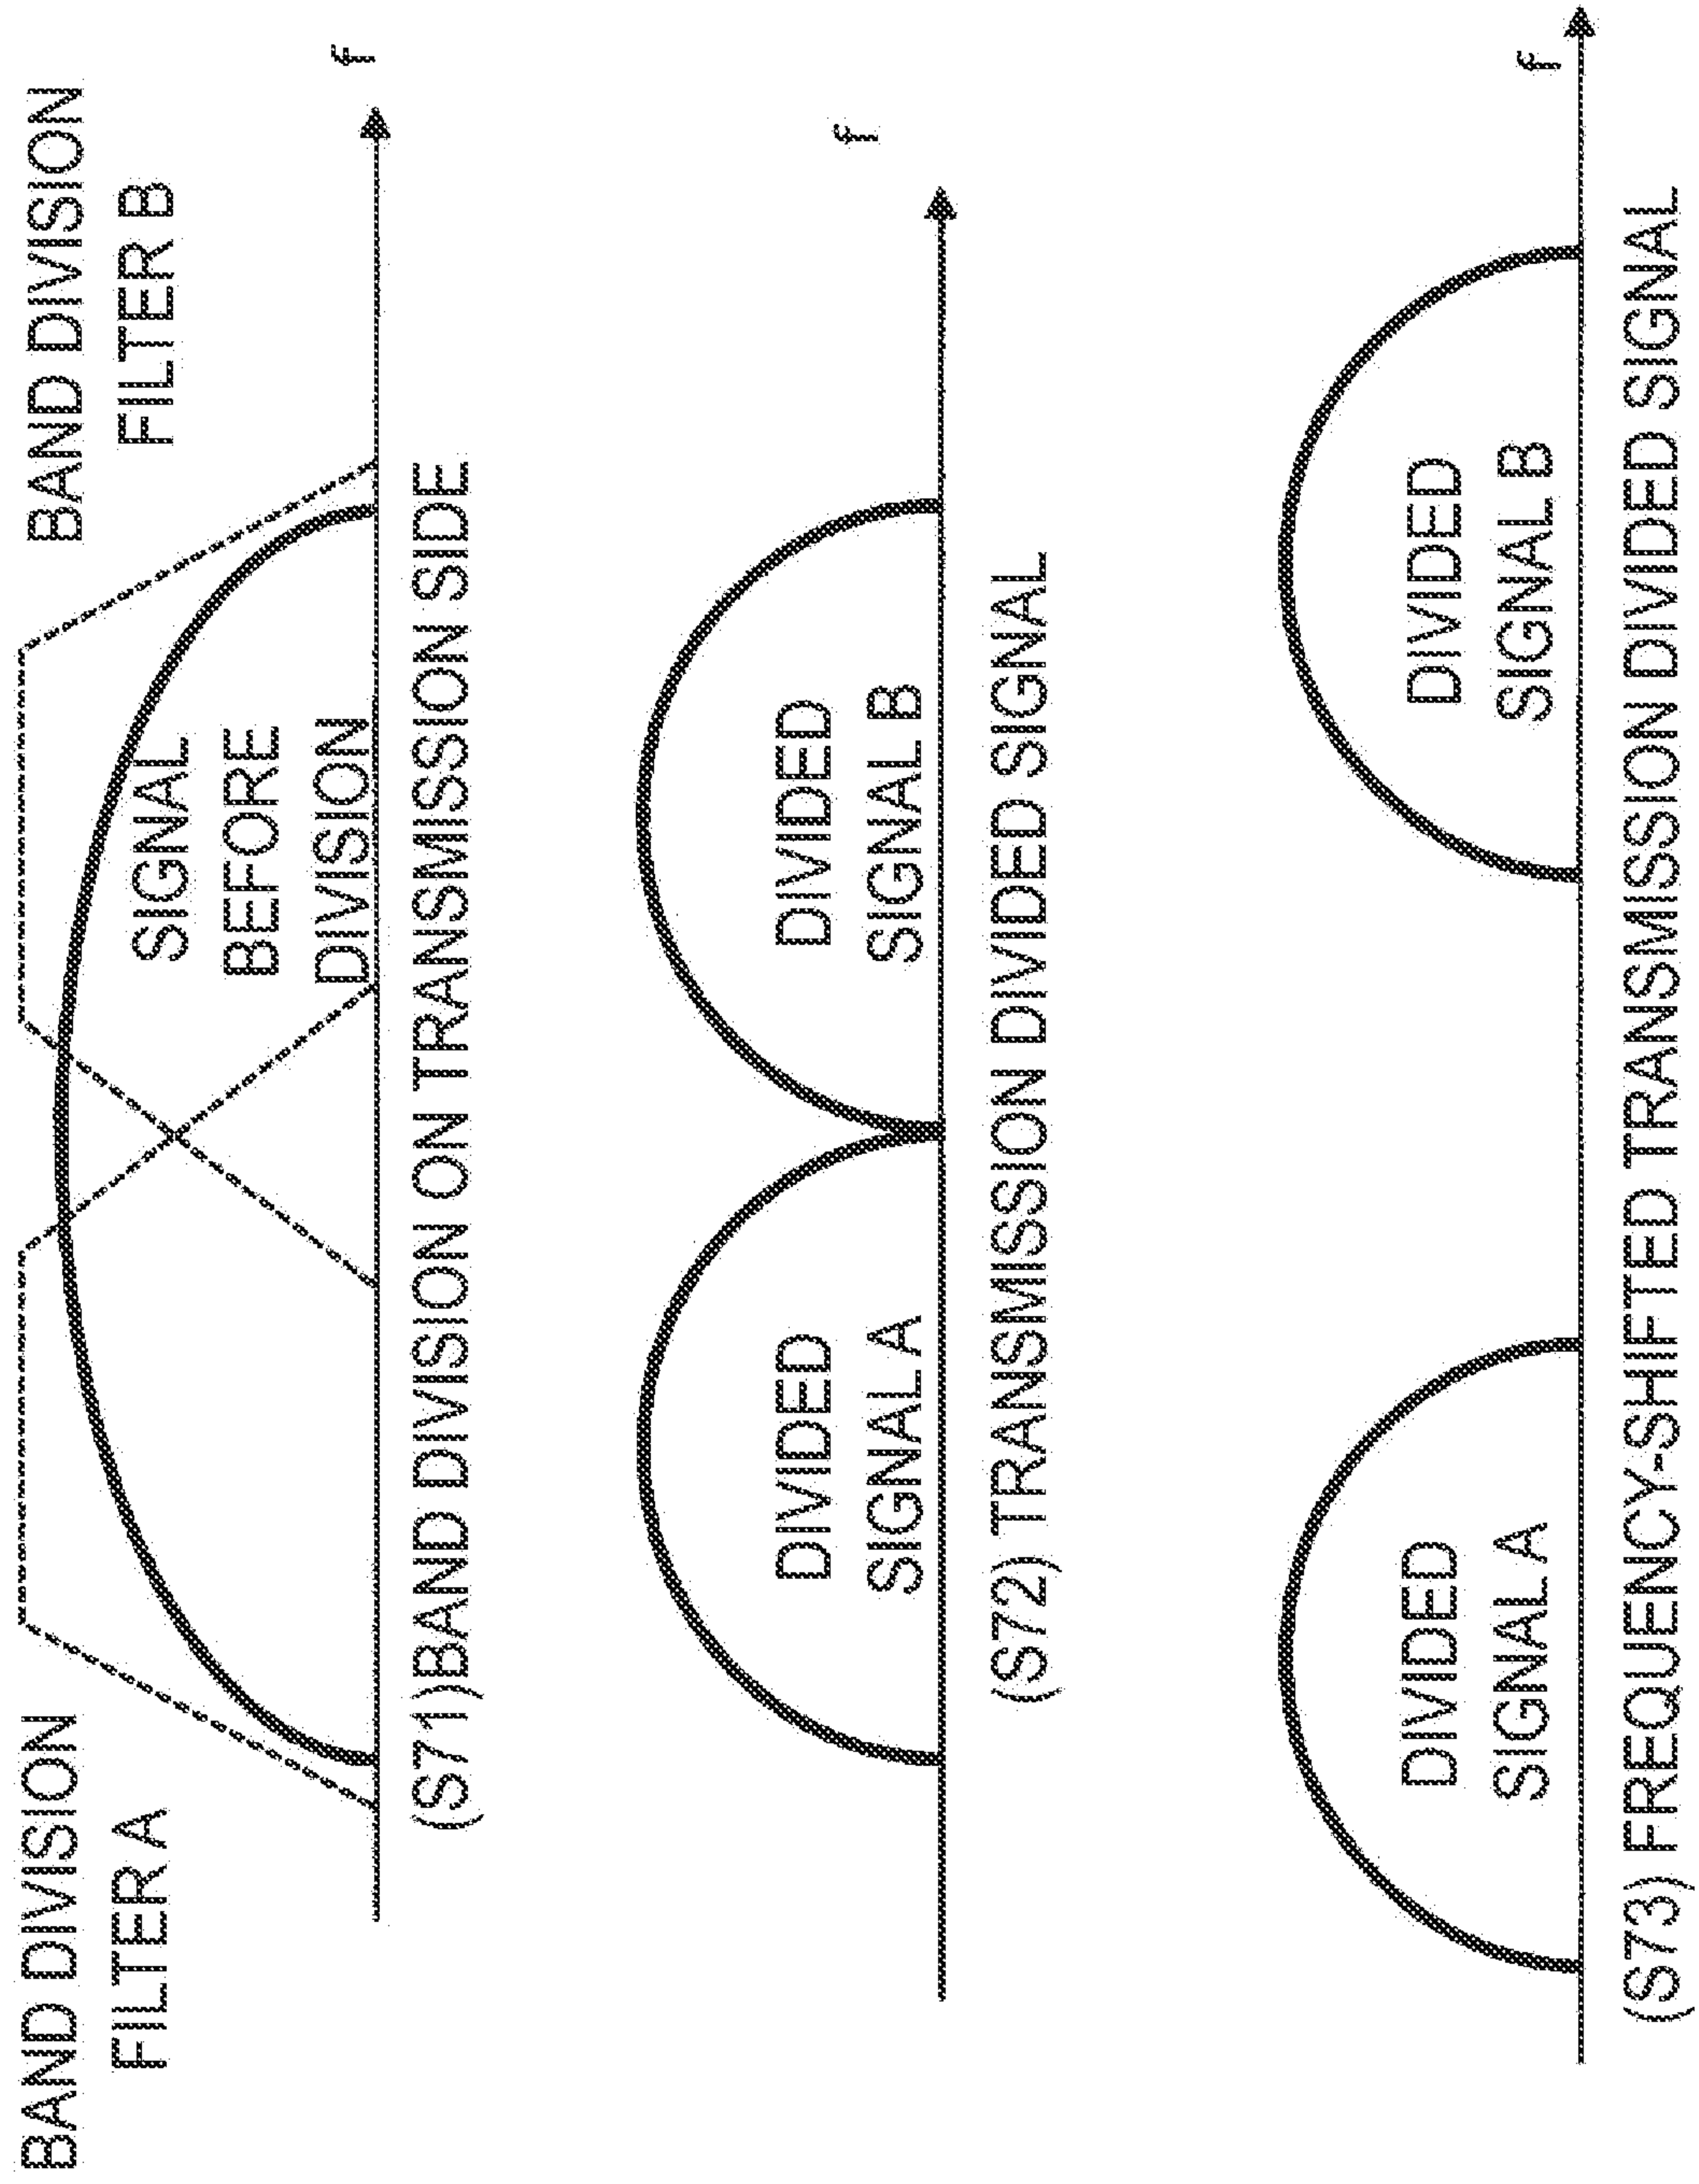 BAND DIVISION
FILTER A
BAND DIVISION
FILTER B
SIGNAL
BEFORE
DIVISION
f
(S71)BAND DIVISION ON TRANSMISSION SIDE
DIVIDED
SIGNAL A
DIVIDED
SIGNAL B
f
(S72) TRANSMISSION DIVIDED SIGNAL
DIVIDED
SIGNAL A
DIVIDED
SIGNAL B
f
(S73) FREQUENCY-SHIFTED TRANSMISSION DIVIDED SIGNAL